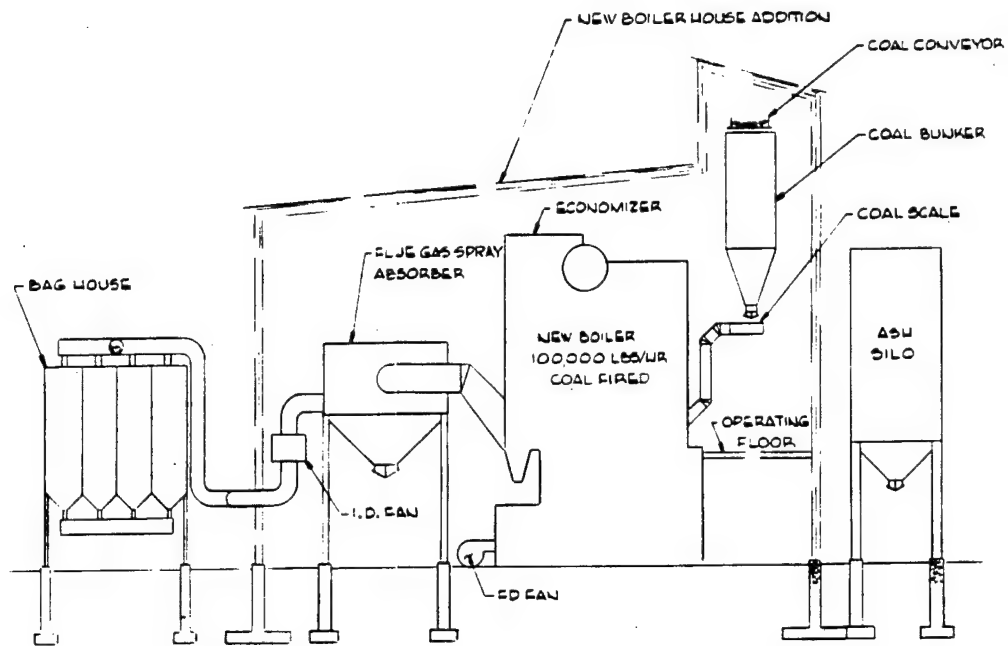 NEW BOILER HOUSE ADDITION
COAL CONVEYOR
COAL BUNKER
ECONOMIZER
COAL SCALE
FLUE GAS SPRAY
ABSORBER
BAG HOUSE
NEW BOILER
100,000 LBS/HR
COAL FIRED
ASH
SILO
OPERATING
FLOOR
I.D. FAN
FD FAN